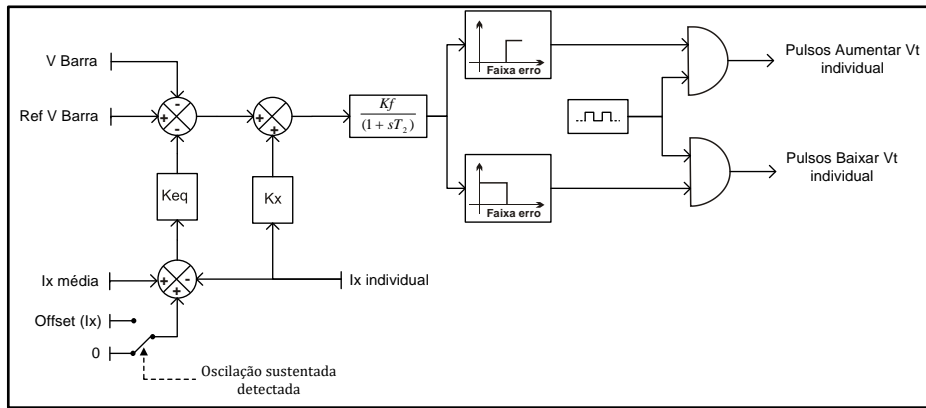 V Barra
Ref V Barra
-
+
-
+
+
Kf
(1 + sT₂)
Faixa erro
Faixa erro
Pulsos Aumentar Vt
individual
Pulsos Baixar Vt
individual
Keq
Kx
Ix média
+
-
+
Ix individual
Offset (Ix)
0
Oscilação sustentada
detectada